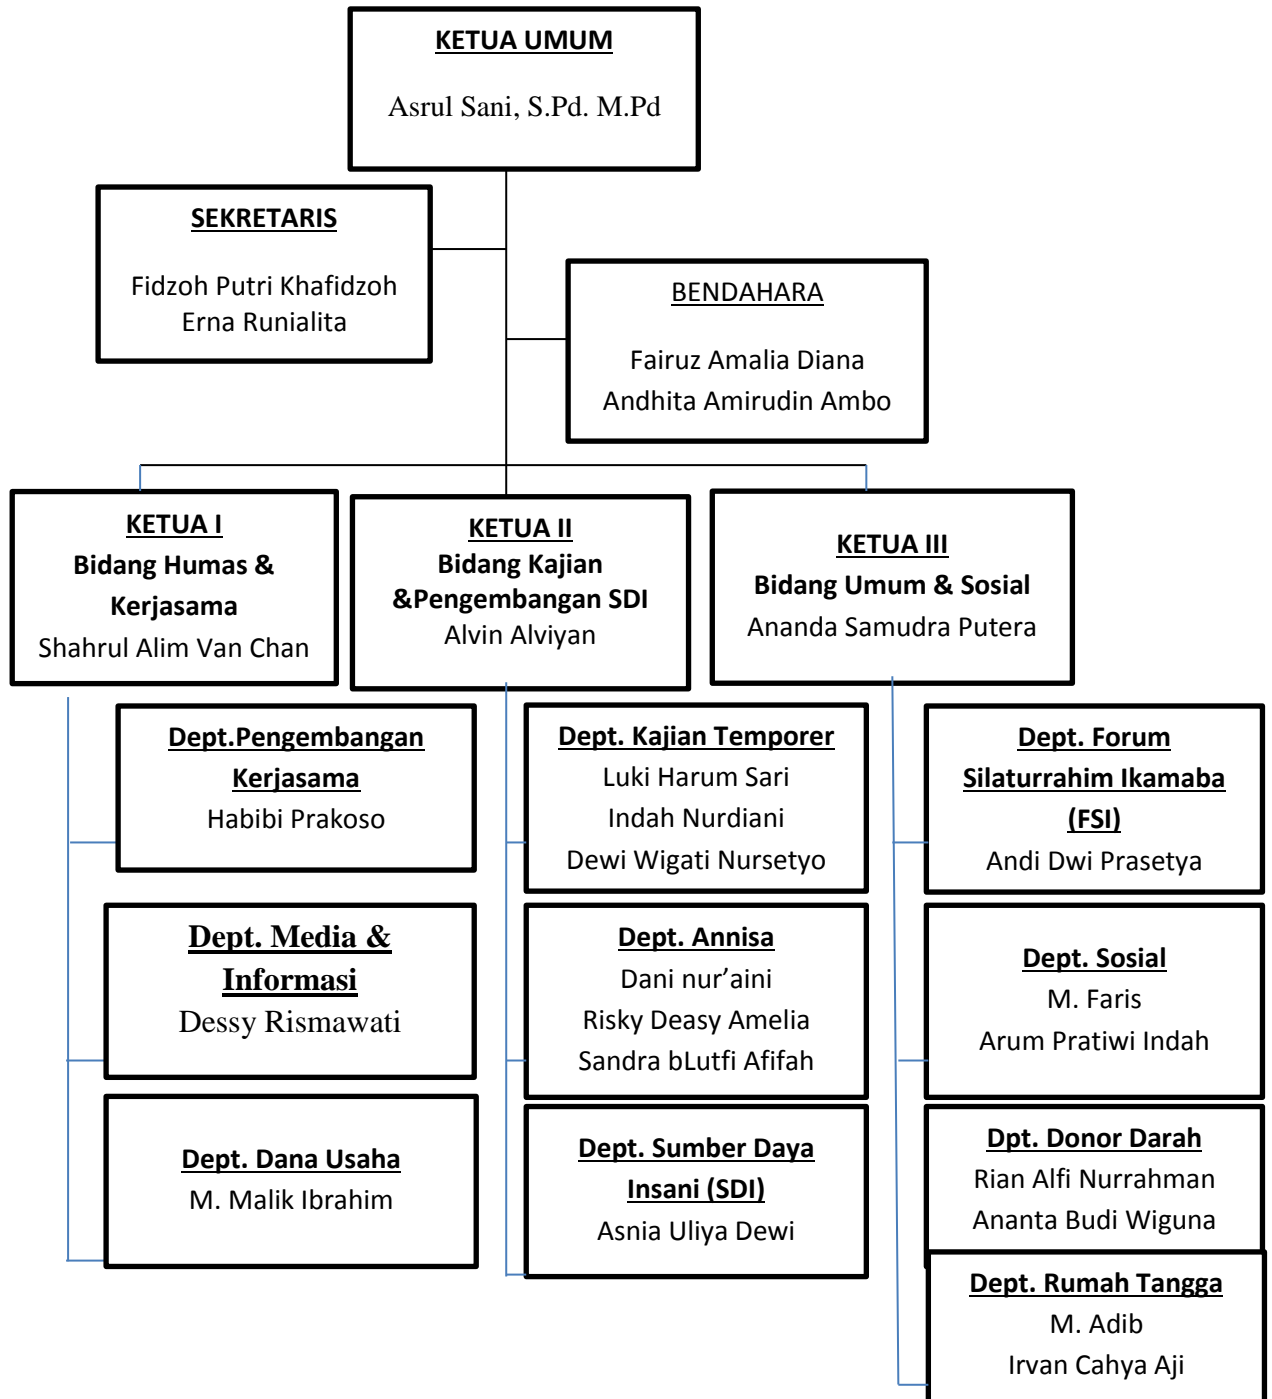 KETUA UMUM
Asrul Sani, S.Pd. M.Pd
SEKRETARIS
Fidzoh Putri Khafidzoh
Erna Runialita
BENDAHARA
Fairuz Amalia Diana
Andhita Amirudin Ambo
KETUA I
Bidang Humas &
Kerjasama
Shahrul Alim Van Chan
KETUA II
Bidang Kajian
&Pengembangan SDI
Alvin Alviyan
KETUA III
Bidang Umum & Sosial
Ananda Samudra Putera
Dept.Pengembangan
Kerjasama
Habibi Prakoso
Dept. Media &
Informasi
Dessy Rismawati
Dept. Dana Usaha
M. Malik Ibrahim
Dept. Kajian Temporer
Luki Harum Sari
Indah Nurdiani
Dewi Wigati Nursetyo
Dept. Annisa
Dani nur’aini
Risky Deasy Amelia
Sandra bLutfi Afifah
Dept. Sumber Daya
Insani (SDI)
Asnia Uliya Dewi
Dept. Forum
Silaturrahim Ikamaba
(FSI)
Andi Dwi Prasetya
Dept. Sosial
M. Faris
Arum Pratiwi Indah
Dpt. Donor Darah
Rian Alfi Nurrahman
Ananta Budi Wiguna
Dept. Rumah Tangga
M. Adib
Irvan Cahya Aji